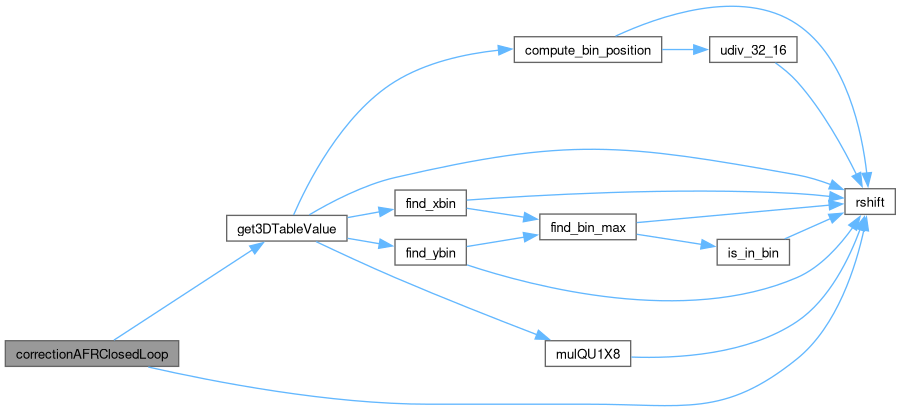 compute_bin_position
udiv_32_16
find_xbin
rshift
get3DTableValue
find_bin_max
find_ybin
is_in_bin
correctionAFRClosedLoop
mulQU1X8